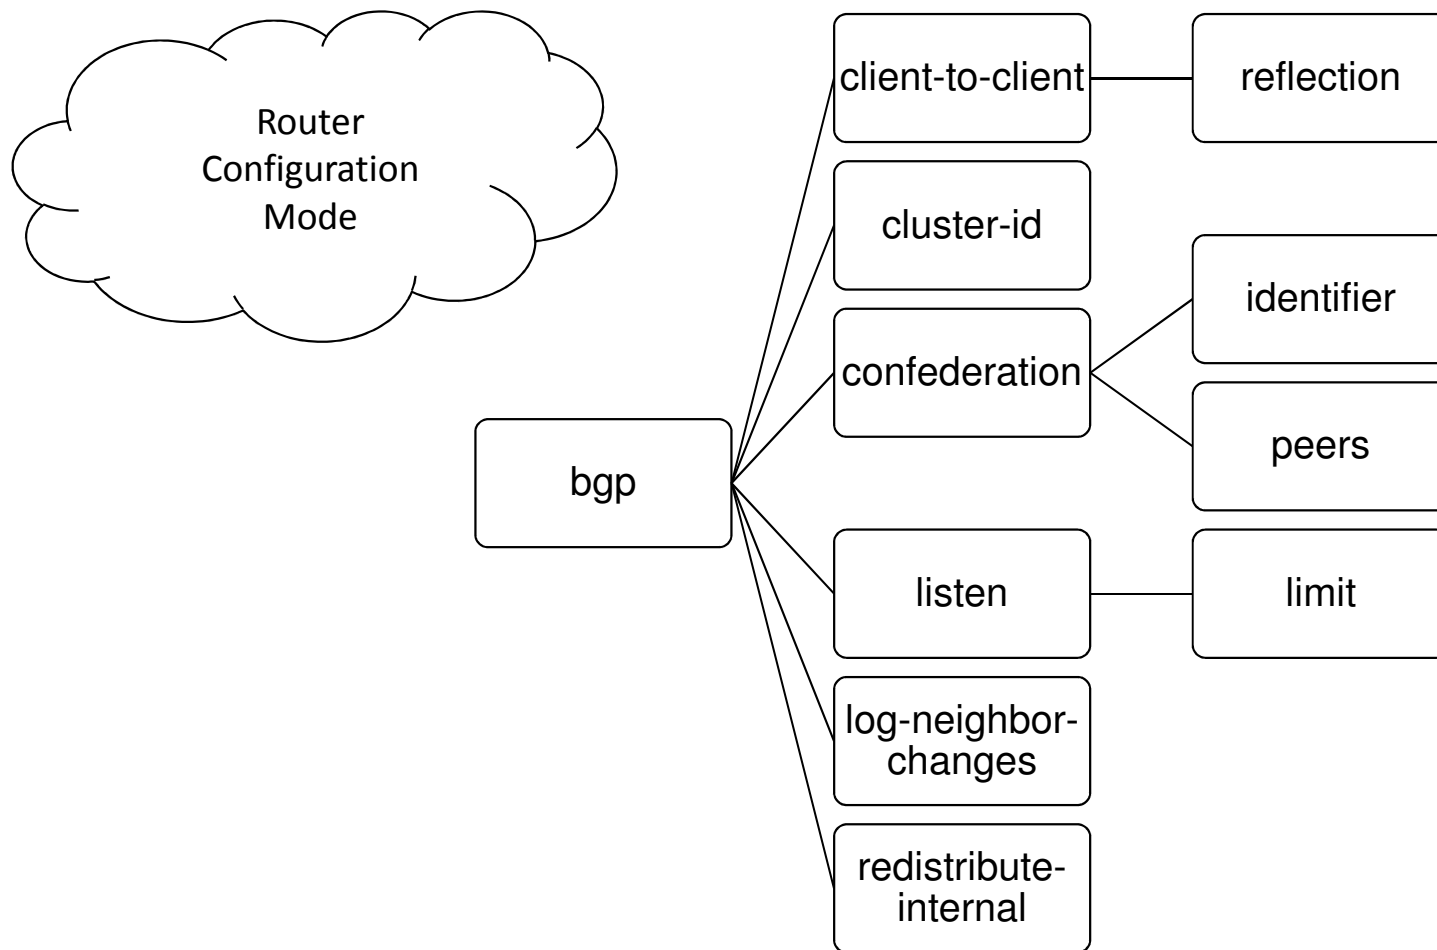 Router
Configuration
Mode
client-to-client
reflection
cluster-id
identifier
confederation
peers
bgp
listen
limit
log-neighbor-
changes
redistribute-
internal